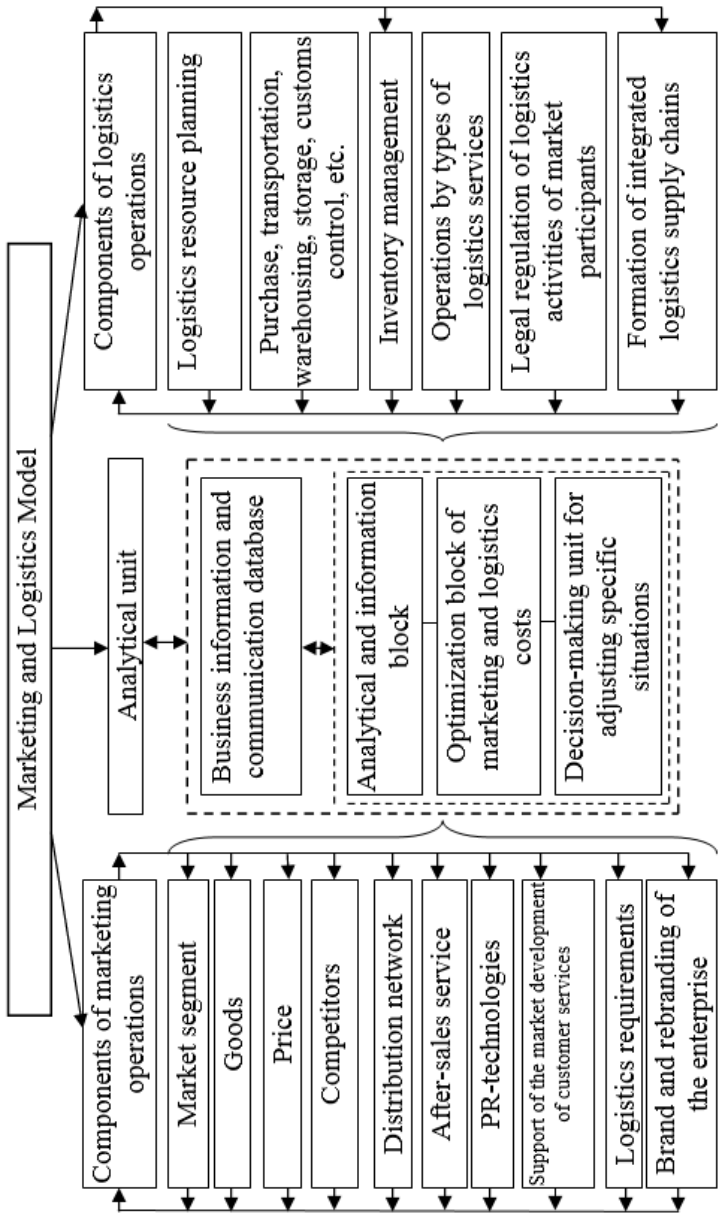 Marketing and Logistics Model
Components of marketing
operations
Market segment
Goods
Price
Competitors
Distribution network
After-sales service
PR-technologies
Support of the market development
of customer services
Logistics requirements
Brand and rebranding of
the enterprise
Analytical unit
Business information and
communication database
Analytical and information
block
Optimization block of
marketing and logistics
costs
Decision-making unit for
adjusting specific
situations
Components of logistics
operations
Logistics resource planning
Purchase, transportation,
warehousing, storage, customs
control, etc.
Inventory management
Operations by types of
logistics services
Legal regulation of logistics
activities of market
participants
Formation of integrated
logistics supply chains